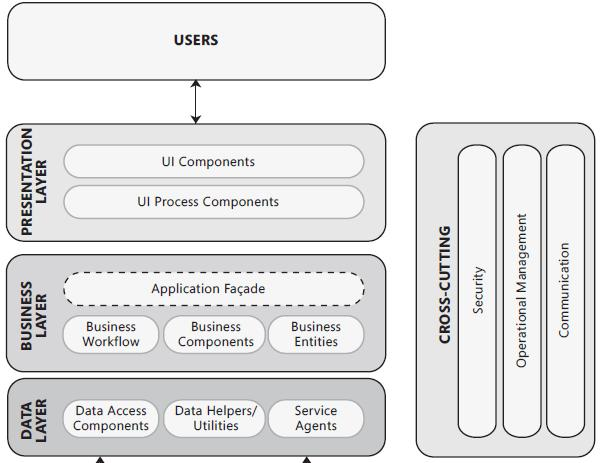 USERS
PRESENTATION
LAYER
UI Components
UI Process Components
BUSINESS
LAYER
Application Façade
Business
Workflow
Business
Components
Business
Entities
DATA
LAYER
Data Access
Components
Data Helpers/
Utilities
Service
Agents
CROSS-CUTTING
Security
Operational Management
Communication